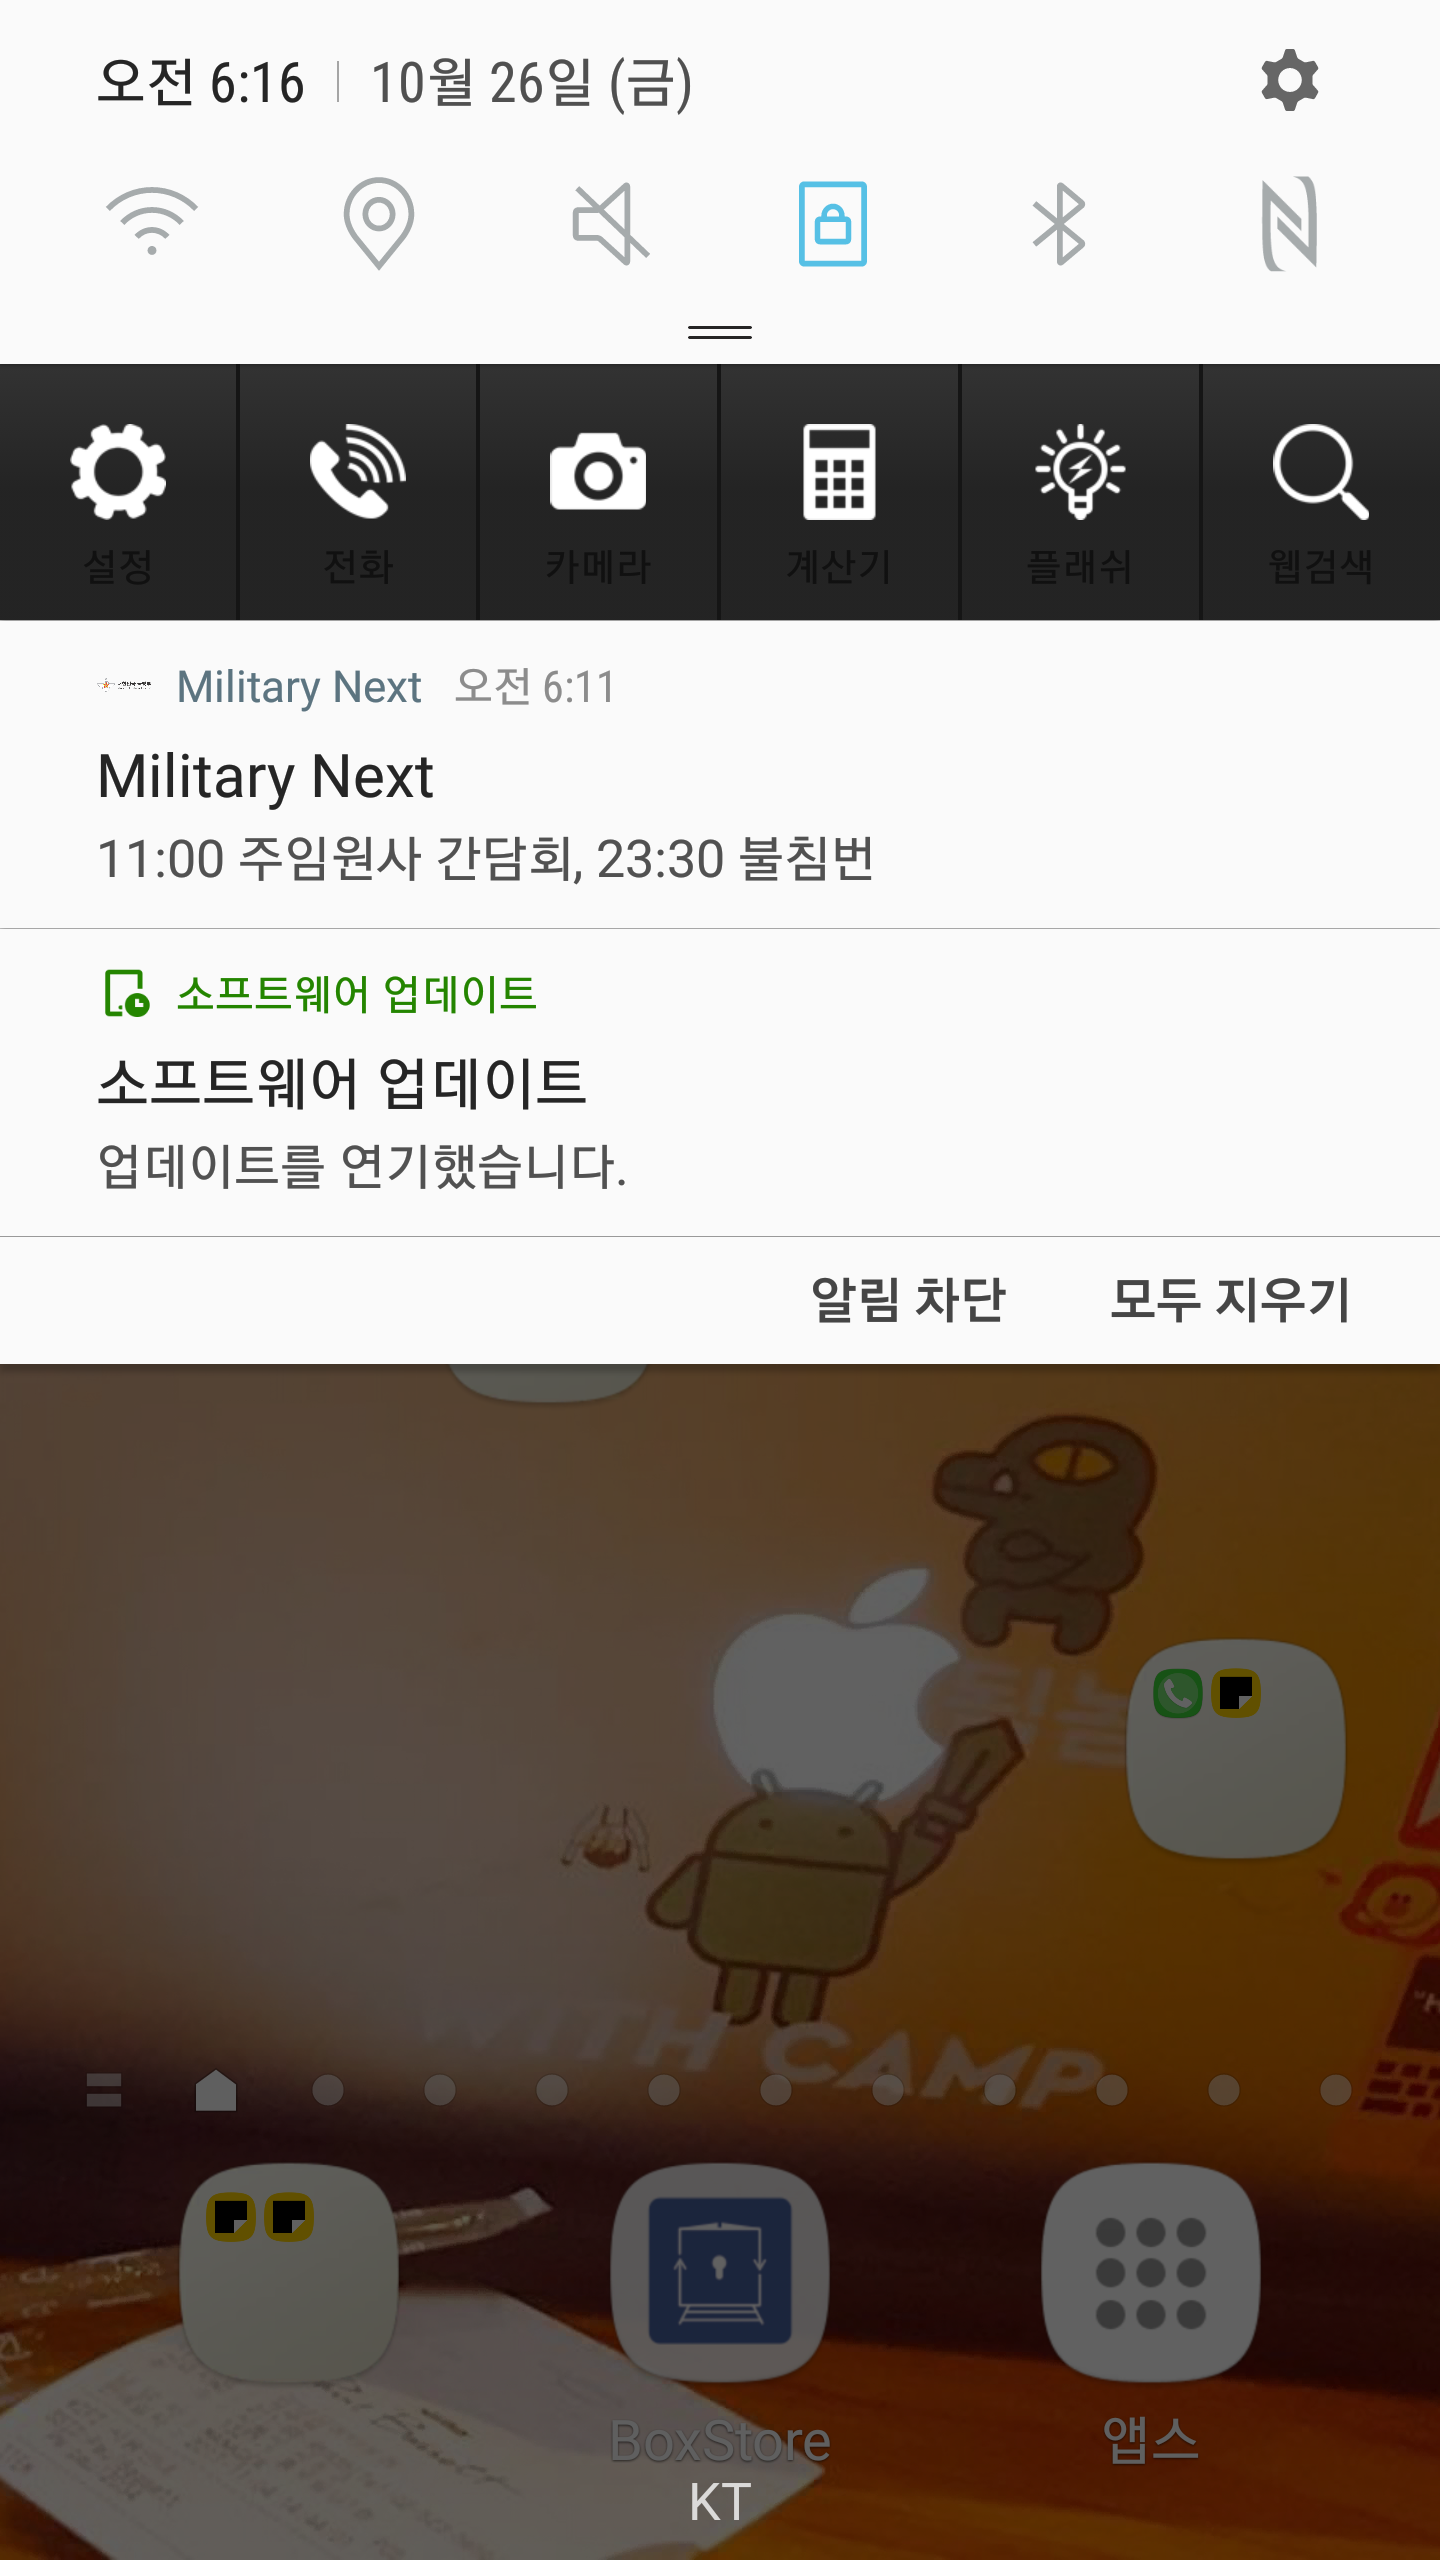 오전 6:16 | 10월 26일 (금)
설정 전화 카메라 계산기 플래쉬 웹검색
Military Next 오전 6:11
Military Next
11:00 주임원사 간담회, 23:30 불침번
소프트웨어 업데이트
소프트웨어 업데이트
업데이트를 연기했습니다.
알림 차단 모두 지우기
WITH CAMP
BoxStore 앱스
KT